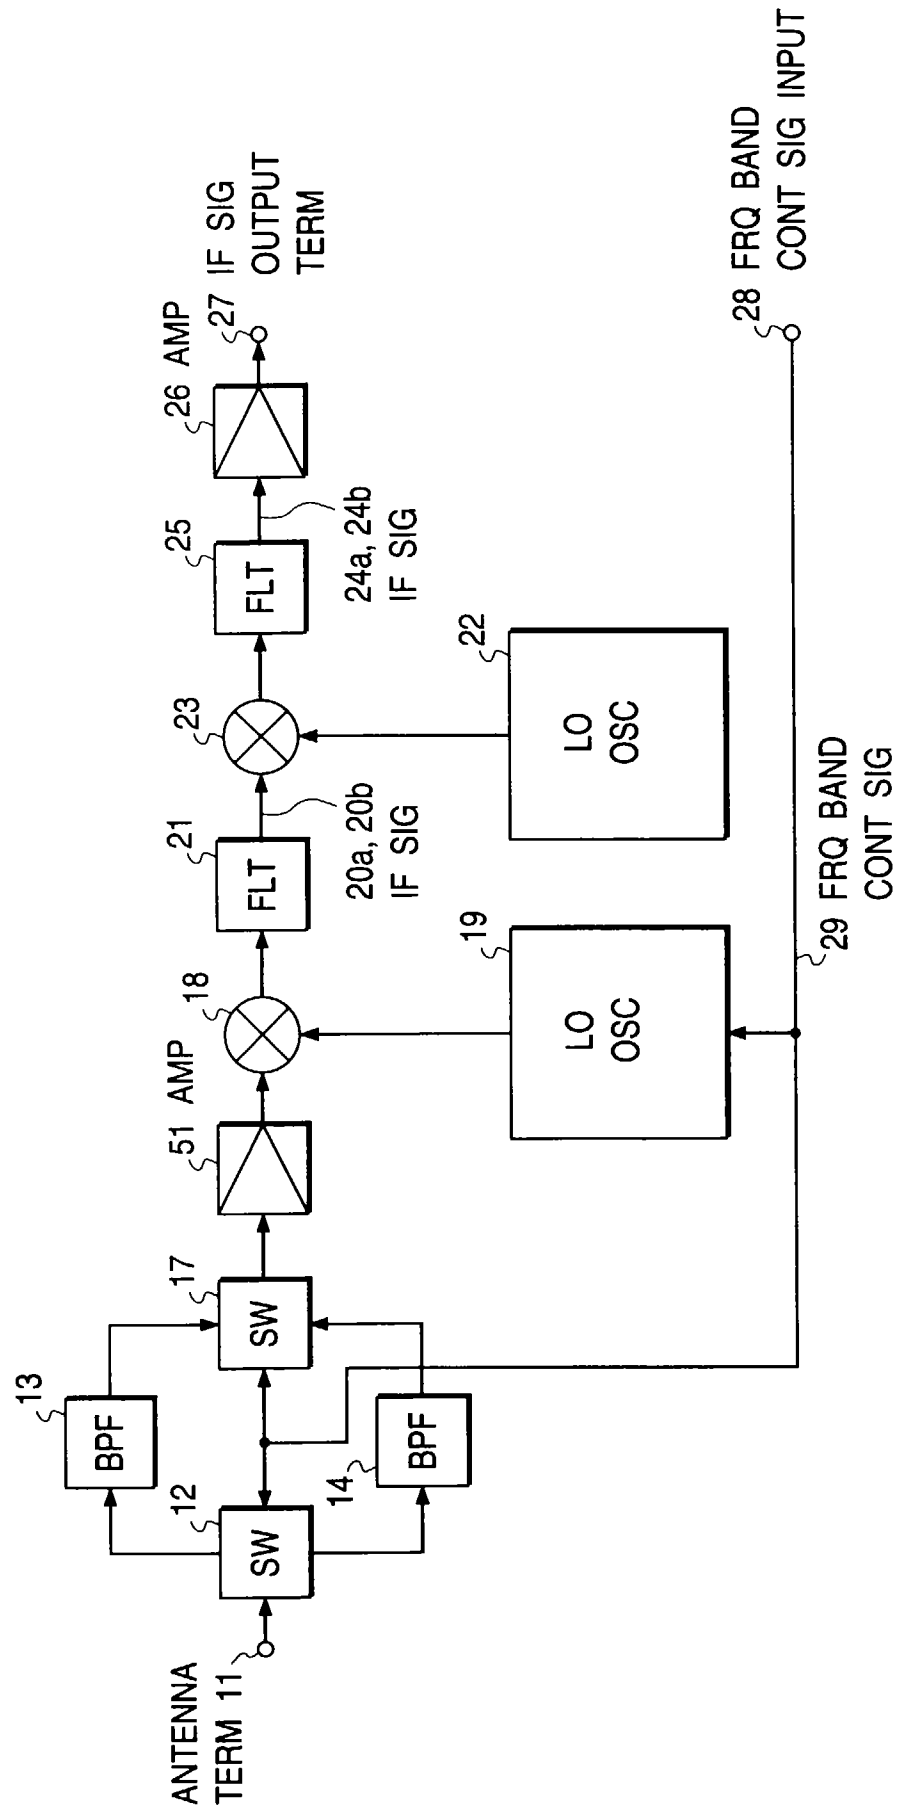 ANTENNA
TERM 11
12
SW
13
BPF
14
BPF
17
SW
51 AMP
18
19
LO
OSC
21
FLT
20a, 20b
IF SIG
23
22
LO
OSC
25
FLT
24a, 24b
IF SIG
26 AMP
27 IF SIG
OUTPUT
TERM
28 FRQ BAND
CONT SIG INPUT
29 FRQ BAND
CONT SIG